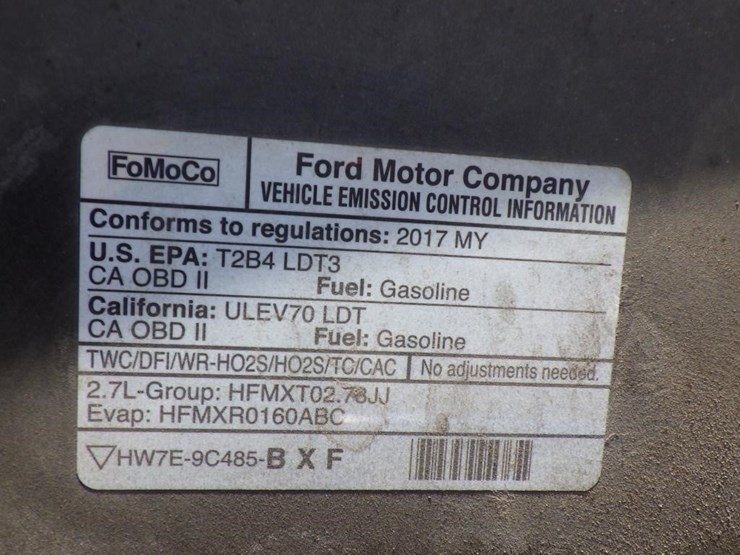 FoMoCo
Ford Motor Company
VEHICLE EMISSION CONTROL INFORMATION
Conforms to regulations: 2017 MY
U.S. EPA: T2B4 LDT3
CA OBD II Fuel: Gasoline
California: ULEV70 LDT
CA OBD II Fuel: Gasoline
TWC/DFI/WR-HO2S/HO2S/TC/CAC No adjustments needed.
2.7L-Group: HFMXT02.73JJ
Evap: HFMXR0160ABC
HW7E-9C485-B X F